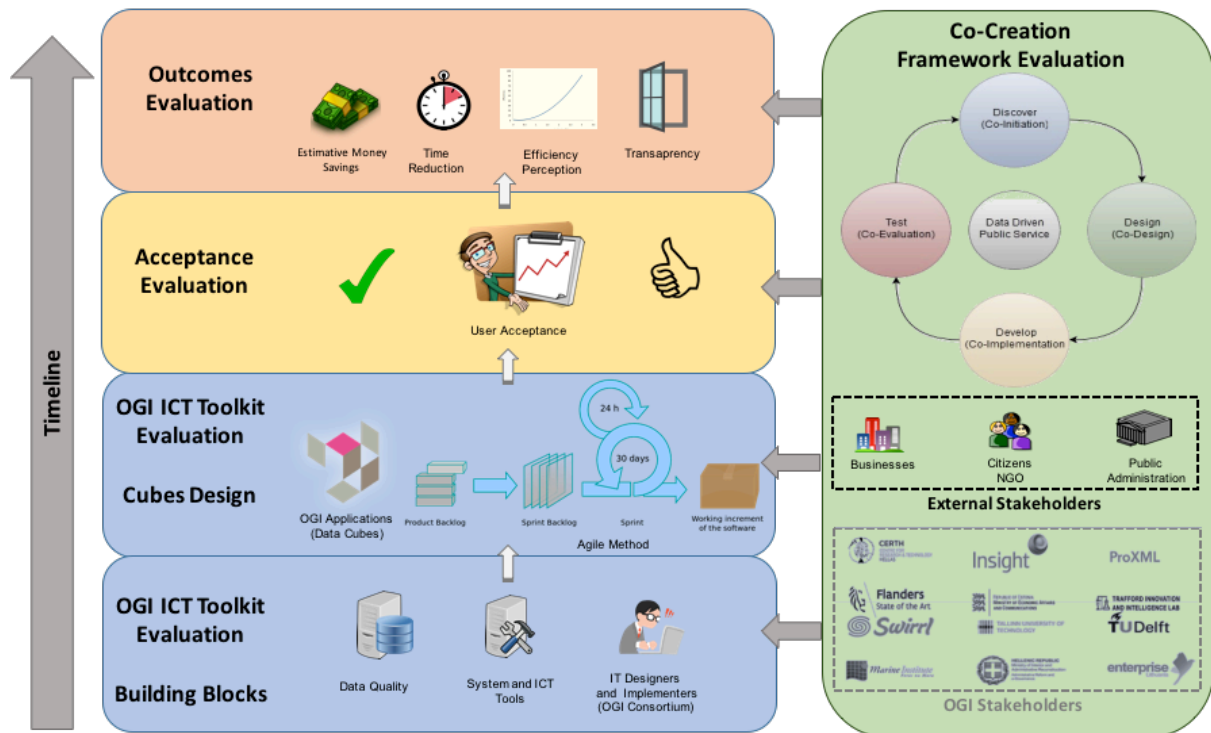 Timeline
Outcomes
Evaluation
Estimative Money
Savings
Time
Reduction
Efficiency
Perception
Transaprency
Acceptance
Evaluation
User Acceptance
OGI ICT Toolkit
Evaluation
Cubes Design
OGI Applications
(Data Cubes)
Product Backlog
Sprint Backlog
24 h
30 days
Sprint
Working increment
of the software
Agile Method
OGI ICT Toolkit
Evaluation
Building Blocks
Data Quality
System and ICT
Tools
IT Designers
and Implementers
(OGI Consortium)
Co-Creation
Framework Evaluation
Discover
(Co-Initiation)
Test
(Co-Evaluation)
Data Driven
Public Service
Design
(Co-Design)
Develop
(Co-Implementation
Businesses
Citizens
NGO
Public
Administration
External Stakeholders
CERTH
Insight
ProXML
Flanders
State of the Art
TRAFFORD INNOVATION
AND INTELLIGENCE LAB
Swirrl
TALLINN UNIVERSITY OF
TECHNOLOGY
TUDelft
Marine Institute
HELLENIC REPUBLIC
enterprise
OGI Stakeholders